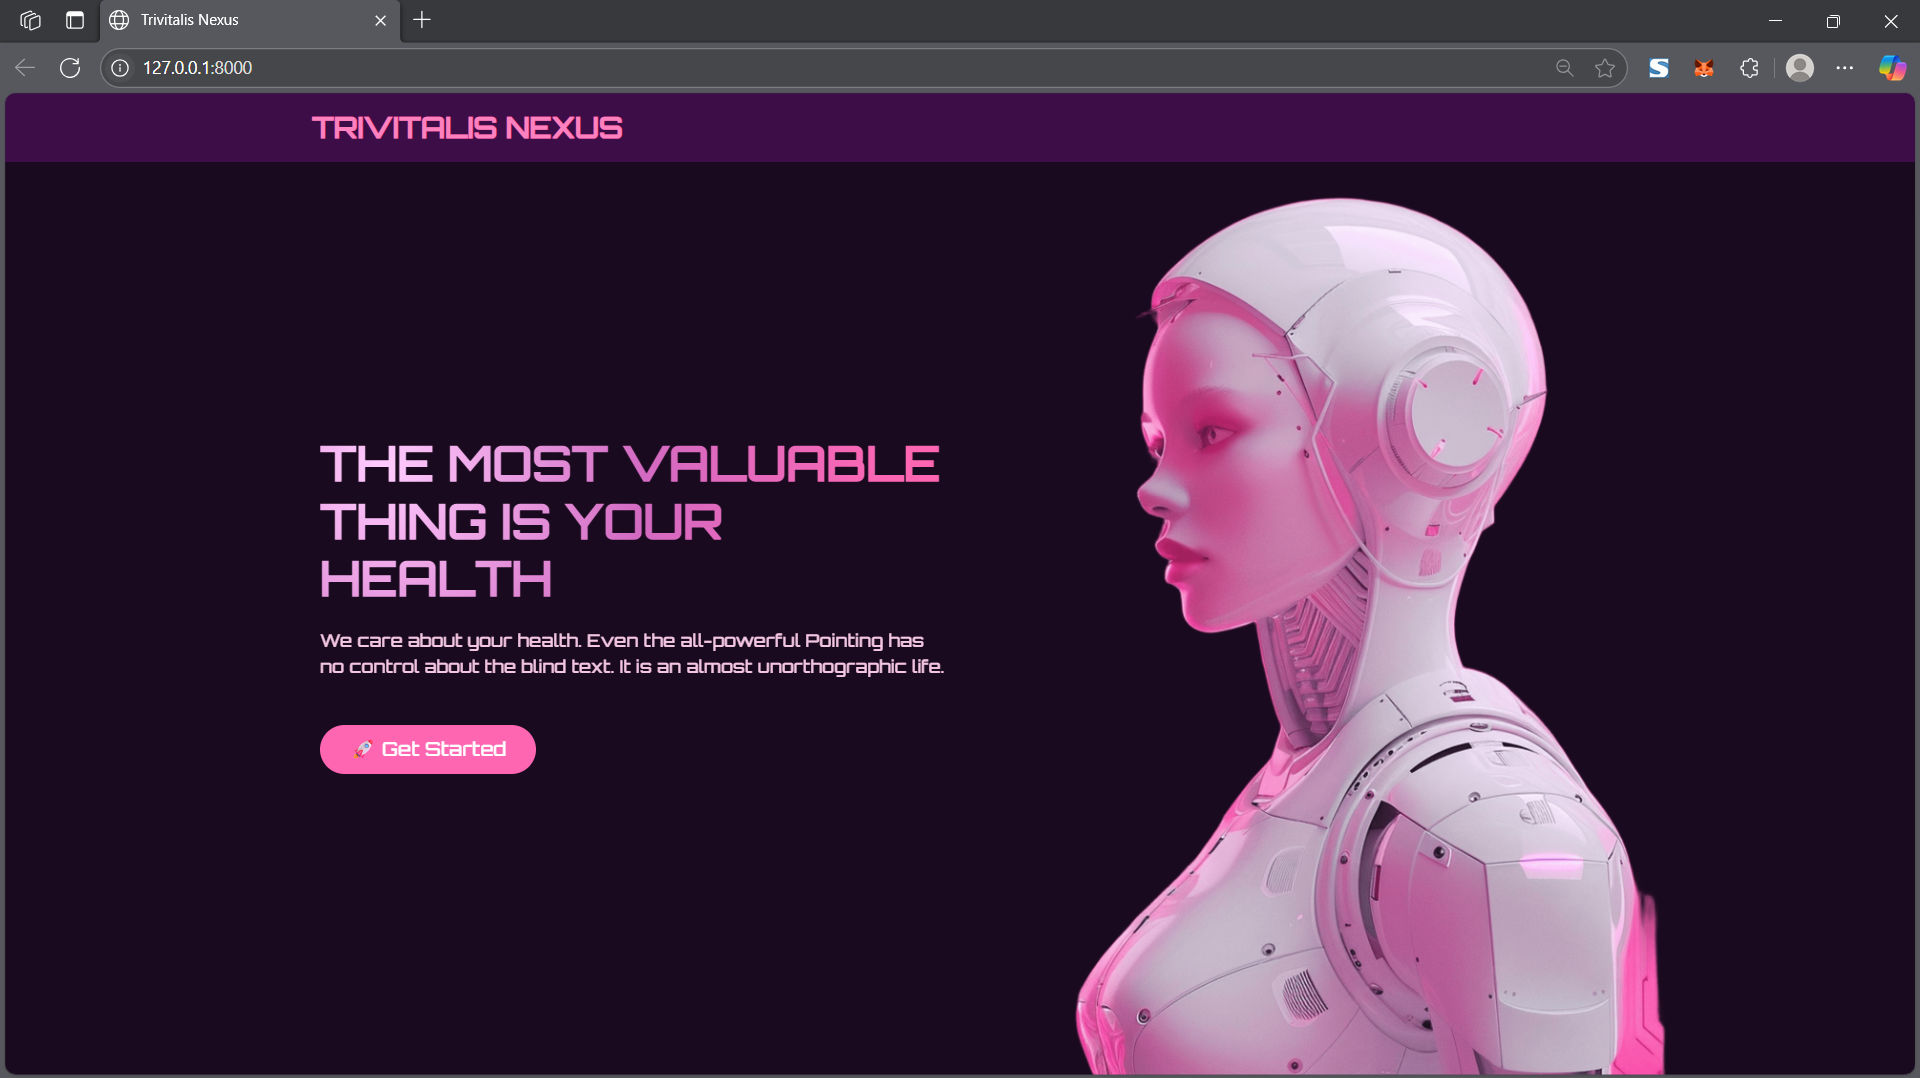 Trivitalis Nexus
127.0.0.1:8000
TRIVITALIS NEXUS
THE MOST VALUABLE
THING IS YOUR
HEALTH
We care about your health. Even the all-powerful Pointing has
no control about the blind text. It is an almost unorthographic life.
🚀 Get Started